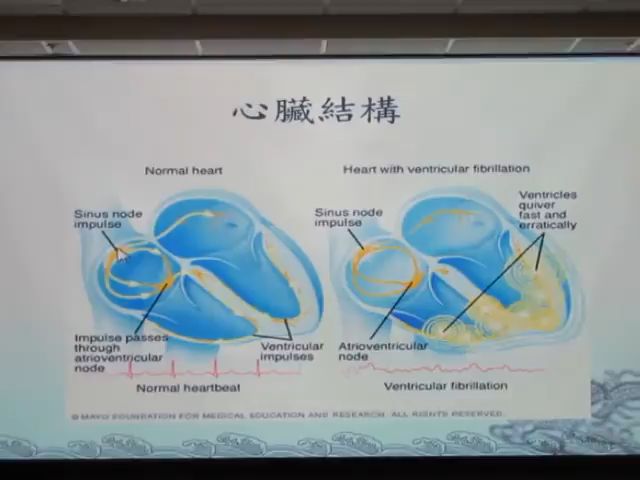 心臟結構
Normal heart
Heart with ventricular fibrillation
Sinus node
impulse
Impulse passes
through
atrioventricular
node
Ventricular
impulses
Normal heartbeat
Sinus node
impulse
Ventricles
quiver
fast and
erratically
Atrioventricular
node
Ventricular fibrillation
© MAYO FOUNDATION FOR MEDICAL EDUCATION AND RESEARCH. ALL RIGHTS RESERVED.